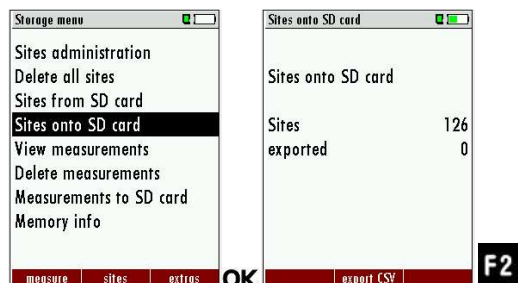 Storage menu
Sites administration
Delete all sites
Sites from SD card
Sites onto SD card
View measurements
Delete measurements
Measurements to SD card
Memory info
measure sites extras
OK
Sites onto SD card
Sites onto SD card
Sites 126
exported 0
export CSV
F2